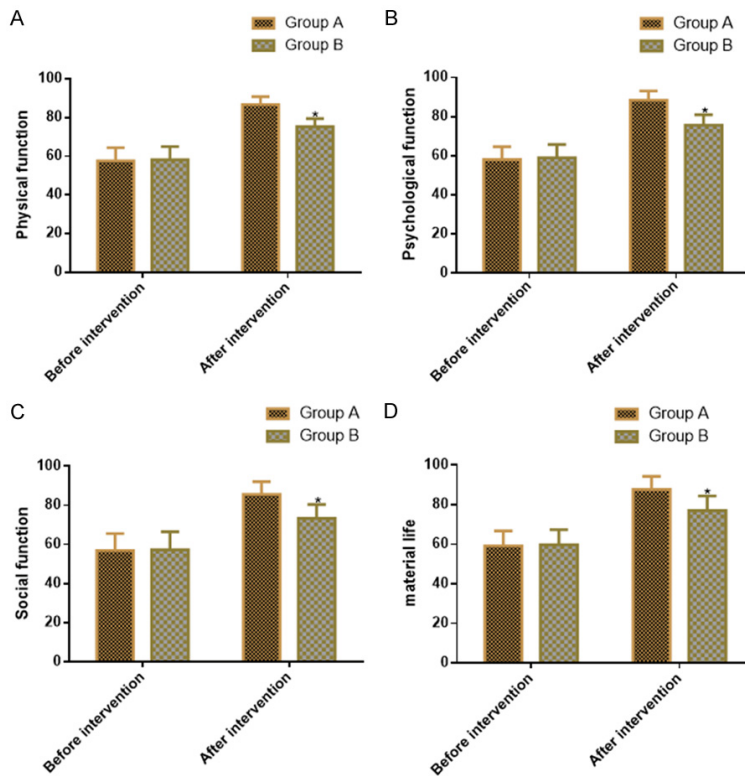 A
Group A
Group B
Physical function
100
80
60
40
20
0
*
Before intervention
After intervention
B
Group A
Group B
Psychological function
100
80
60
40
20
0
*
Before intervention
After intervention
C
Group A
Group B
Social function
100
80
60
40
20
0
*
Before intervention
After intervention
D
Group A
Group B
material life
100
80
60
40
20
0
*
Before intervention
After intervention